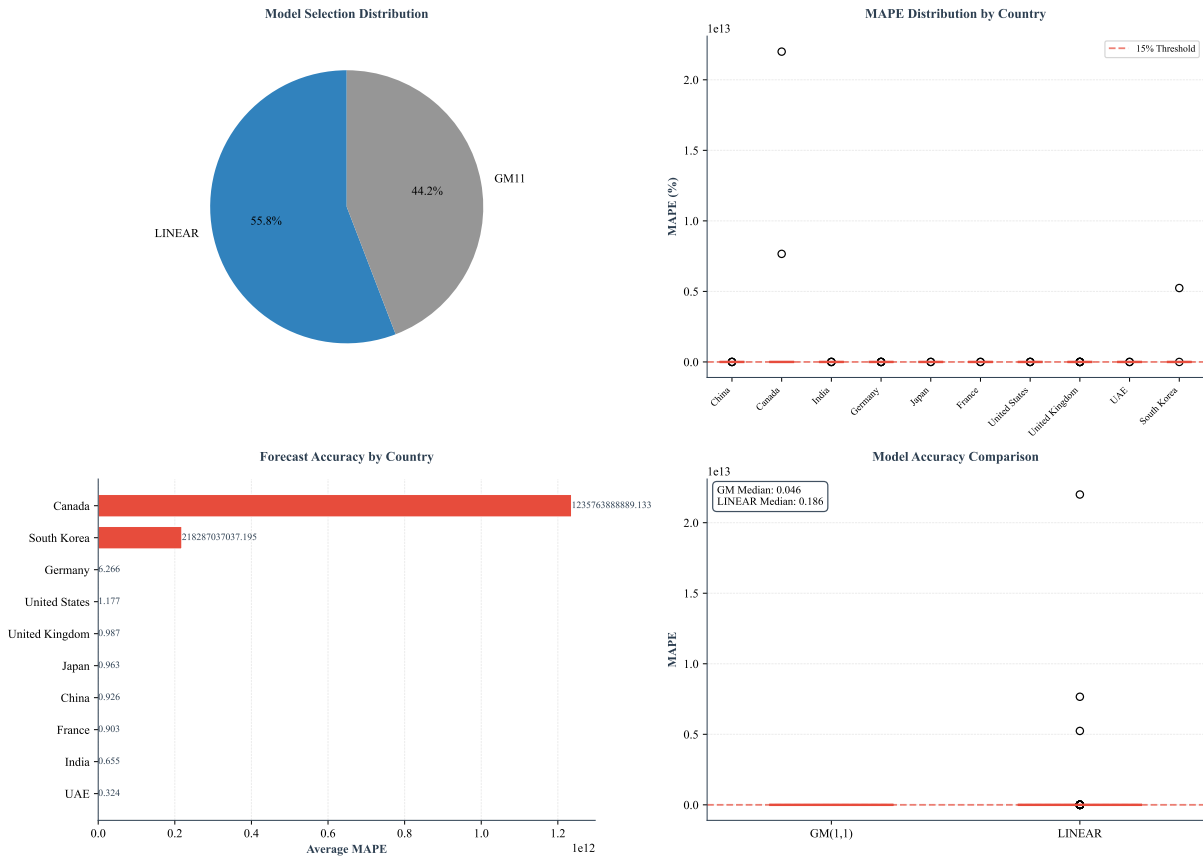 Model Selection Distribution
GM11
44.2%
55.8%
LINEAR
MAPE Distribution by Country
1e13
15% Threshold
2.0
1.5
1.0
0.5
0.0
MAPE (%)
China
Canada
India
Germany
Japan
France
United States
United Kingdom
UAE
South Korea
Forecast Accuracy by Country
Canada 1235763888889.133
South Korea 218287037037.195
Germany 6.266
United States 1.177
United Kingdom 0.987
Japan 0.963
China 0.926
France 0.903
India 0.655
UAE 0.324
0.0 0.2 0.4 0.6 0.8 1.0 1.2
1e12
Average MAPE
Model Accuracy Comparison
1e13
GM Median: 0.046
LINEAR Median: 0.186
2.0
1.5
1.0
0.5
0.0
MAPE
GM(1,1) LINEAR